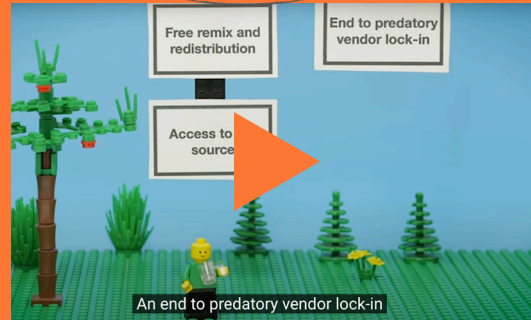 Free remix and
redistribution
End to predatory
vendor lock-in
Access to
source
An end to predatory vendor lock-in